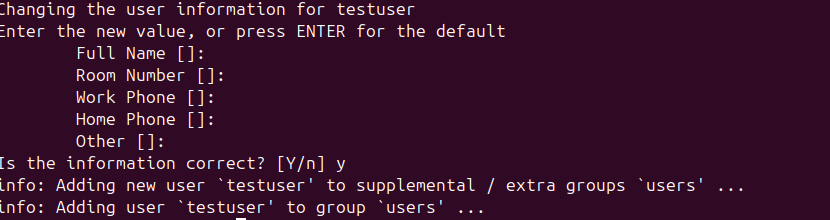 Changing the user information for testuser
Enter the new value, or press ENTER for the default
Full Name []:
Room Number []:
Work Phone []:
Home Phone []:
Other []:
Is the information correct? [Y/n] y
info: Adding new user `testuser' to supplemental / extra groups `users' ...
info: Adding user `testuser' to group `users' ...